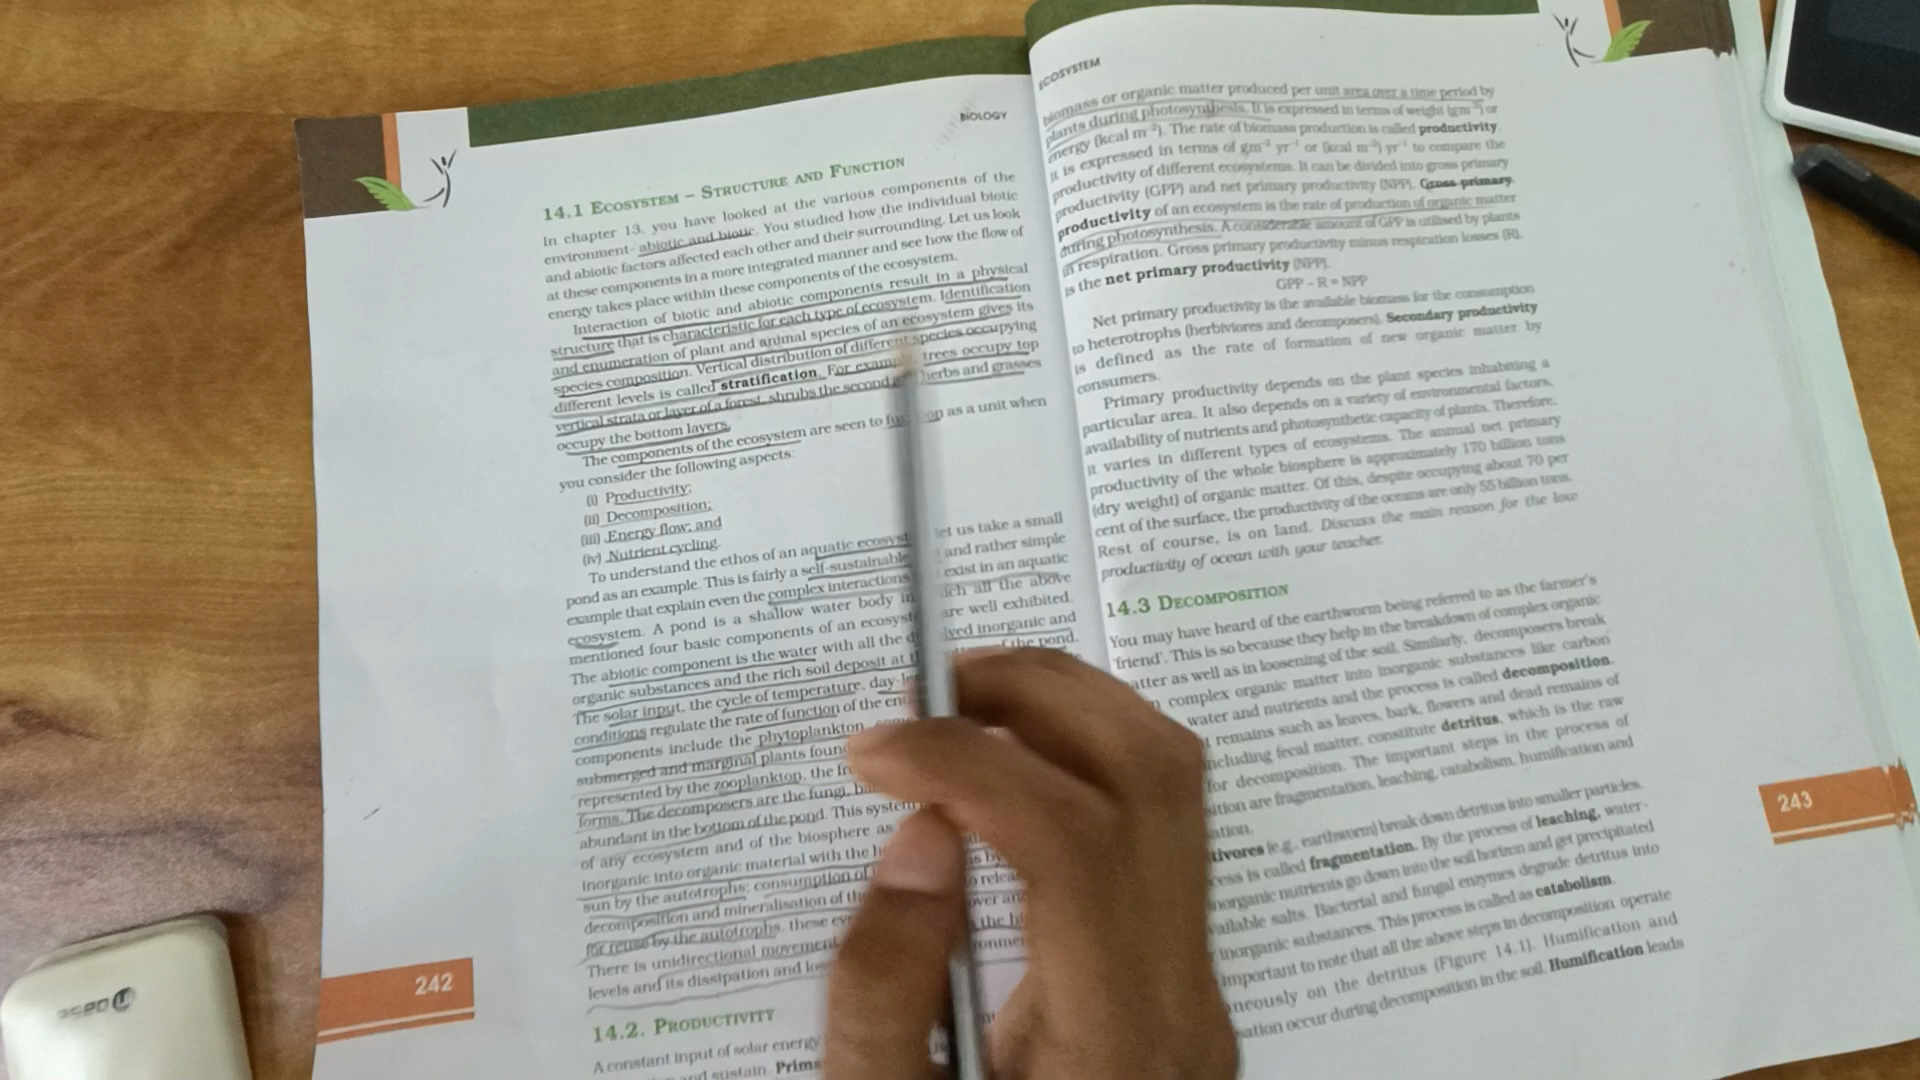 BIOLOGY
14.1 ECOSYSTEM – STRUCTURE AND FUNCTION
In chapter 13, you have looked at the various components of the
environment- abiotic and biotic. You studied how the individual biotic
and abiotic factors affected each other and their surrounding. Let us look
at these components in a more integrated manner and see how the flow of
energy takes place within these components of the ecosystem.
Interaction of biotic and abiotic components result in a physical
structure that is characteristic for each type of ecosystem. Identification
and enumeration of plant and animal species of an ecosystem gives its
species composition. Vertical distribution of different species occupying
different levels is called stratification. For example, trees occupy top
vertical strata or layer of a forest, shrubs the second herbs and grasses
occupy the bottom layers.
The components of the ecosystem are seen to as a unit when
you consider the following aspects:
(i) Productivity;
(ii) Decomposition;
(iii) Energy flow; and
(iv) Nutrient cycling.
To understand the ethos of an aquatic let us take a small
pond as an example. This is fairly a self-sustainable and rather simple
example that explain even the complex interactions exist in an aquatic
ecosystem. A pond is a shallow water body in all the above
mentioned four basic components of an are well exhibited.
The abiotic component is the water with all the inorganic and
organic substances and the rich soil deposit at of the pond.
The solar input, the cycle of temperature,
conditions regulate the rate of function of the
components include the phytoplankton,
submerged and marginal plants
represented by the zooplankton, the
forms. The decomposers are the fungi,
abundant in the bottom of the pond. This system
of any ecosystem and of the biosphere as
inorganic into organic material with the
sun by the autotrophs; consumption of
decomposition and mineralisation of the
for reuse by the autotrophs, these
There is unidirectional movement
levels and its dissipation and
242
14.2. PRODUCTIVITY
A constant input of solar energy
and sustain.
ECOSYSTEM
biomass or organic matter produced per unit area over a time period by
plants during photosynthesis. It is expressed in terms of weight (gm⁻²) or
energy (kcal m⁻²). The rate of biomass production is called productivity.
It is expressed in terms of gm⁻² yr⁻¹ or (kcal m⁻²) yr⁻¹ to compare the
productivity of different ecosystems. It can be divided into gross primary
productivity (GPP) and net primary productivity (NPP). Gross primary
productivity of an ecosystem is the rate of production of organic matter
during photosynthesis. A considerable amount of GPP is utilised by plants
in respiration. Gross primary productivity minus respiration losses (R),
is the net primary productivity (NPP).
GPP – R = NPP
Net primary productivity is the available biomass for the consumption
to heterotrophs (herbiviores and decomposers). Secondary productivity
is defined as the rate of formation of new organic matter by
consumers.
Primary productivity depends on the plant species inhabiting a
particular area. It also depends on a variety of environmental factors,
availability of nutrients and photosynthetic capacity of plants. Therefore,
it varies in different types of ecosystems. The annual net primary
productivity of the whole biosphere is approximately 170 billion tons
(dry weight) of organic matter. Of this, despite occupying about 70 per
cent of the surface, the productivity of the oceans are only 55 billion tons.
Rest of course, is on land. Discuss the main reason for the low
productivity of ocean with your teacher.
14.3 DECOMPOSITION
You may have heard of the earthworm being referred to as the farmer's
'friend'. This is so because they help in the breakdown of complex organic
matter as well as in loosening of the soil. Similarly, decomposers break
complex organic matter into inorganic substances like carbon
water and nutrients and the process is called decomposition.
remains such as leaves, bark, flowers and dead remains of
including fecal matter, constitute detritus, which is the raw
for decomposition. The important steps in the process of
are fragmentation, leaching, catabolism, humification and
(e.g., earthworm) break down detritus into smaller particles.
is called fragmentation. By the process of leaching, water-
inorganic nutrients go down into the soil horizon and get precipitated
salts. Bacterial and fungal enzymes degrade detritus into
inorganic substances. This process is called as catabolism.
important to note that all the above steps in decomposition operate
on the detritus (Figure 14.1). Humification and
occur during decomposition in the soil. Humification leads
243